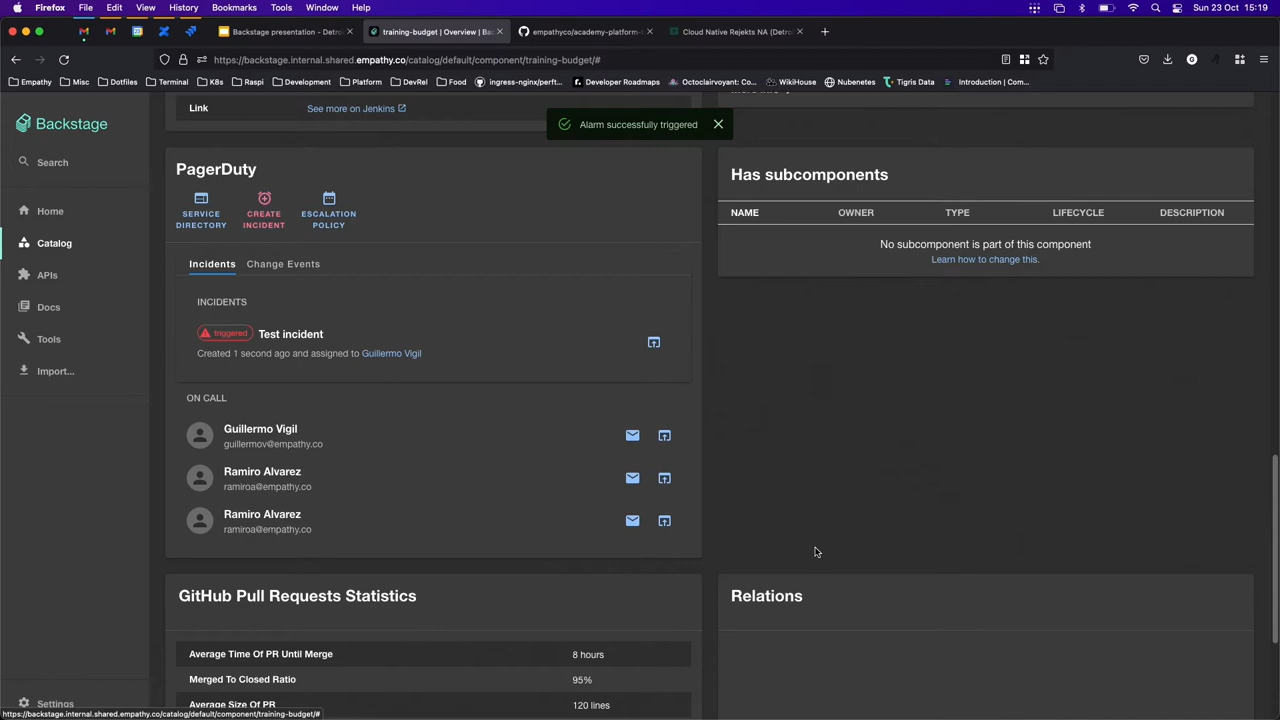 Firefox File Edit View History Bookmarks Tools Window Help Sun 23 Oct 15:19
Backstage presentation - Detro training-budget | Overview | Bac empathyco/academy-platform- Cloud Native Rejekts NA (Detroi
https://backstage.internal.shared.empathy.co/catalog/default/component/training-budget/#
Empathy Misc Dotfiles Terminal K8s Raspi Development Platform DevRel Food ingress-nginx/perft... Developer Roadmaps Octoclairvoyant: Co... WikiHouse Nubenetes Tigris Data Introduction | Com...
Link See more on Jenkins
Alarm successfully triggered
Backstage
Search
Home
Catalog
APIs
Docs
Tools
Import...
Settings
PagerDuty
SERVICE DIRECTORY
CREATE INCIDENT
ESCALATION POLICY
Incidents Change Events
INCIDENTS
triggered Test incident
Created 1 second ago and assigned to Guillermo Vigil
ON CALL
Guillermo Vigil
guillermov@empathy.co
Ramiro Alvarez
ramiroa@empathy.co
Ramiro Alvarez
ramiroa@empathy.co
Has subcomponents
NAME OWNER TYPE LIFECYCLE DESCRIPTION
No subcomponent is part of this component
Learn how to change this.
GitHub Pull Requests Statistics
Average Time Of PR Until Merge 8 hours
Merged To Closed Ratio 95%
Average Size Of PR 120 lines
Relations
https://backstage.internal.shared.empathy.co/catalog/default/component/training-budget/#